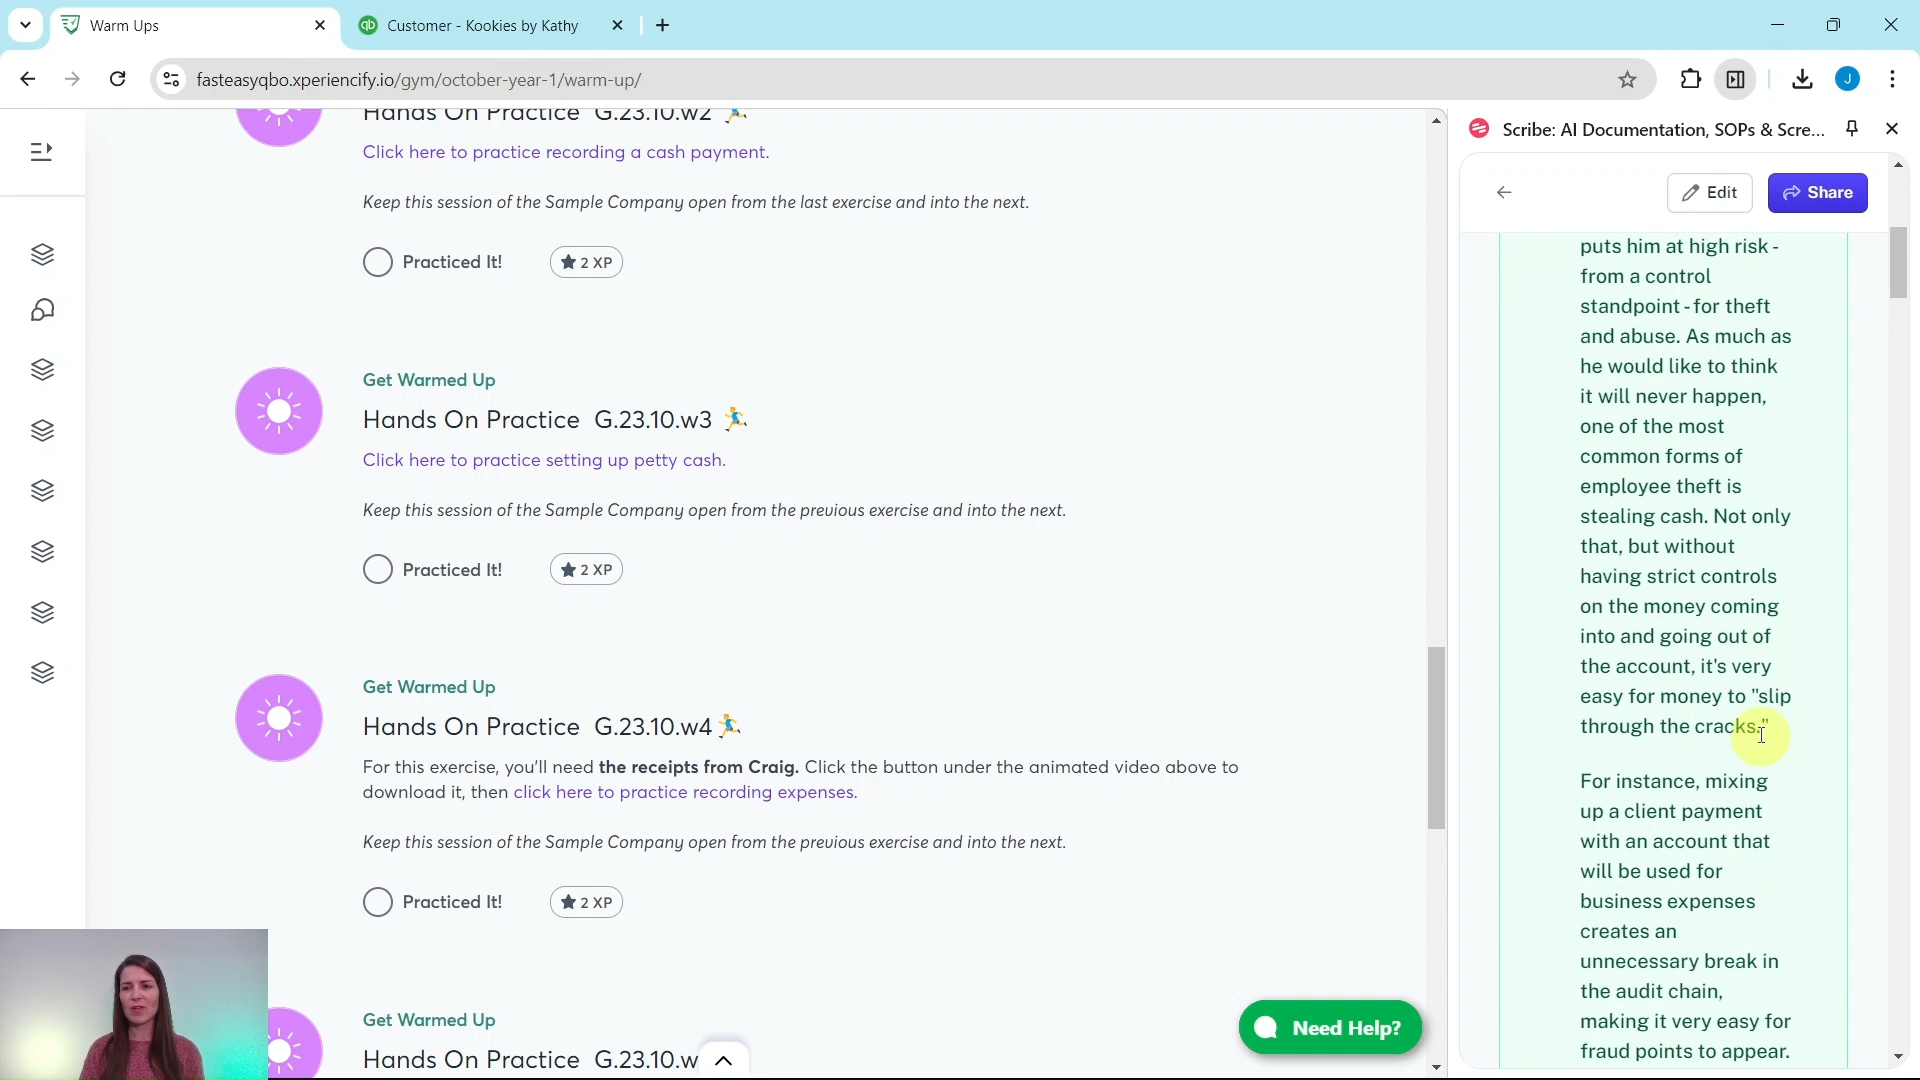 Warm Ups
Customer - Kookies by Kathy
fasteasyqbo.xperiencify.io/gym/october-year-1/warm-up/
J
Hands On Practice G.23.10.w2
Click here to practice recording a cash payment.
Keep this session of the Sample Company open from the last exercise and into the next.
Practiced It!
2 XP
Get Warmed Up
Hands On Practice G.23.10.w3
Click here to practice setting up petty cash.
Keep this session of the Sample Company open from the previous exercise and into the next.
Practiced It!
2 XP
Get Warmed Up
Hands On Practice G.23.10.w4
For this exercise, you'll need the receipts from Craig. Click the button under the animated video above to
download it, then click here to practice recording expenses.
Keep this session of the Sample Company open from the previous exercise and into the next.
Practiced It!
2 XP
Get Warmed Up
Hands On Practice G.23.10.w
Need Help?
Scribe: AI Documentation, SOPs & Scre...
Edit
Share
puts him at high risk -
from a control
standpoint - for theft
and abuse. As much as
he would like to think
it will never happen,
one of the most
common forms of
employee theft is
stealing cash. Not only
that, but without
having strict controls
on the money coming
into and going out of
the account, it's very
easy for money to "slip
through the cracks."
For instance, mixing
up a client payment
with an account that
will be used for
business expenses
creates an
unnecessary break in
the audit chain,
making it very easy for
fraud points to appear.